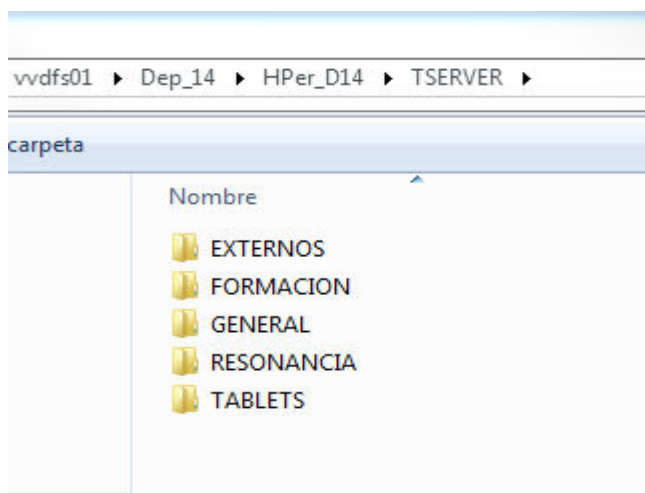 vvdfs01 ▸ Dep_14 ▸ HPer_D14 ▸ TSERVER ▸
carpeta
Nombre
EXTERNOS
FORMACION
GENERAL
RESONANCIA
TABLETS